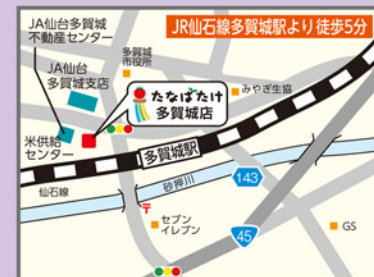 JA仙台多賀城
不動産センター
JR仙石線多賀城駅より徒歩5分
JA仙台
多賀城支店
多賀城
市役所
たなばたけ
多賀城店
みやぎ生協
米供給
センター
多賀城駅
仙石線
砂押川
143
セブン
イレブン
45
GS